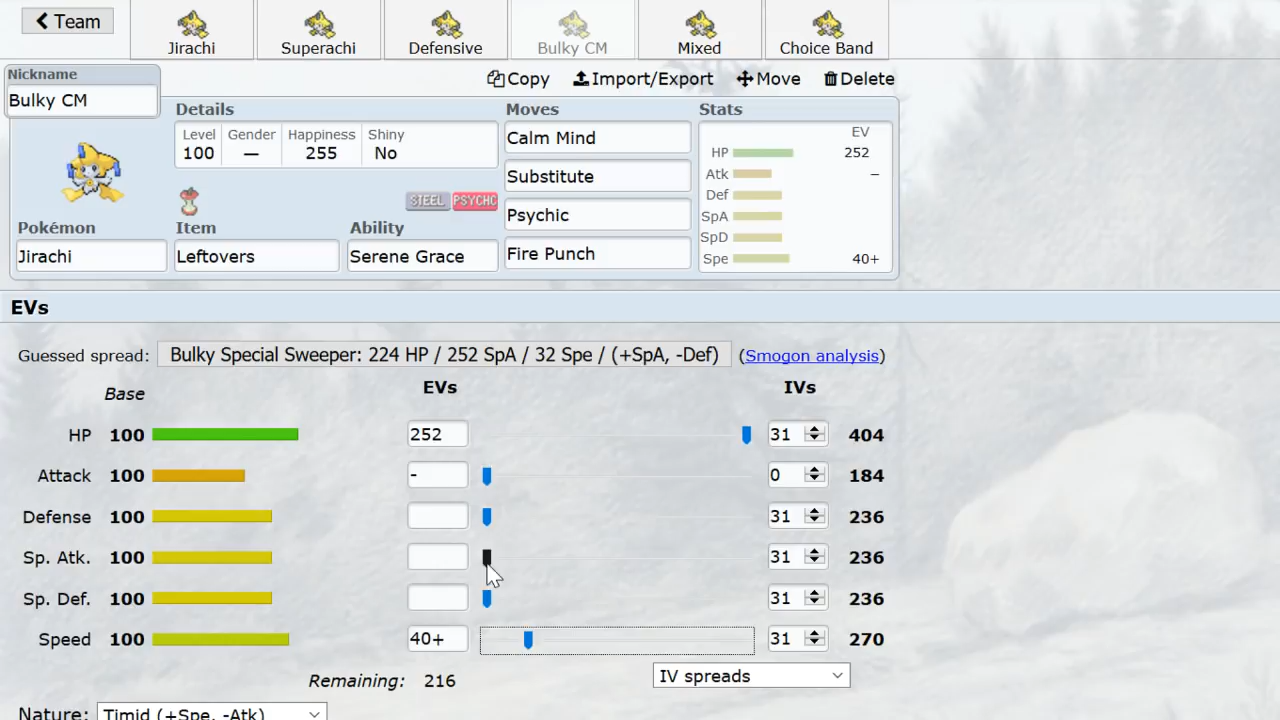 Team
Jirachi
Superachi
Defensive
Bulky CM
Mixed
Choice Band
Copy
Import/Export
Move
Delete
Nickname
Bulky CM
Details
Level Gender Happiness Shiny
100 — 255 No
STEEL PSYCHC
Pokémon
Jirachi
Item
Leftovers
Ability
Serene Grace
Moves
Calm Mind
Substitute
Psychic
Fire Punch
Stats
EV
HP 252
Atk –
Def
SpA
SpD
Spe 40+
EVs
Guessed spread: Bulky Special Sweeper: 224 HP / 252 SpA / 32 Spe / (+SpA, -Def) (Smogon analysis)
Base EVs IVs
HP 100 252 31 404
Attack 100 - 0 184
Defense 100 31 236
Sp. Atk. 100 31 236
Sp. Def. 100 31 236
Speed 100 40+ 31 270
Remaining: 216 IV spreads
Nature: Timid (+Spe, -Atk)